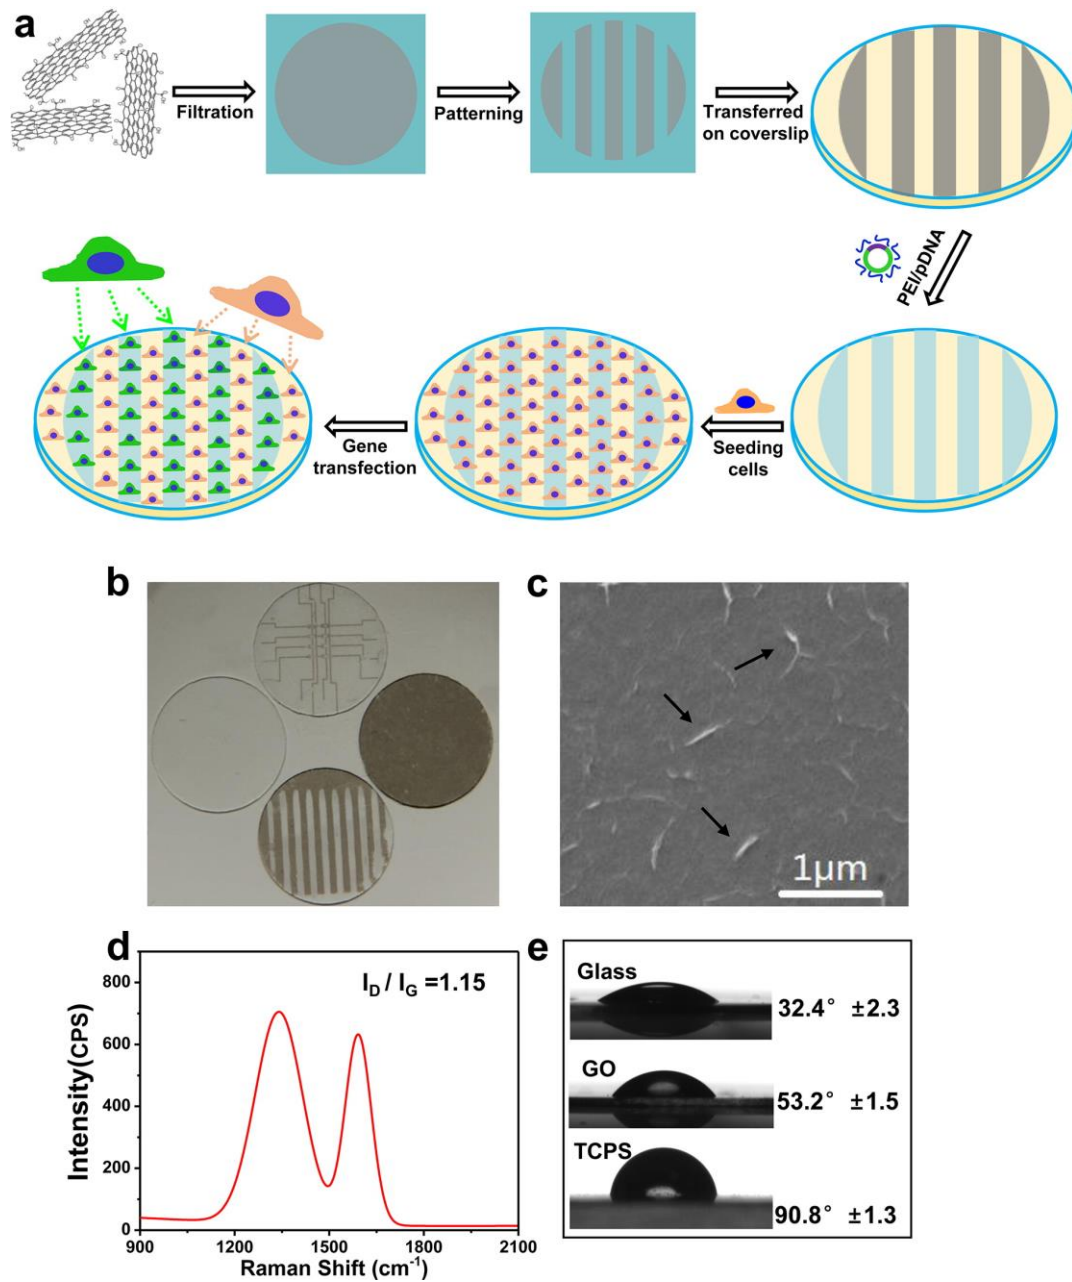 a
Filtration
Patterning
Transferred
on coverslip
PEI/pDNA
Gene
transfection
Seeding
cells
b
c
1μm
d
I_D / I_G =1.15
Intensity(CPS)
800
600
400
200
0
900
1200
1500
1800
2100
Raman Shift (cm⁻¹)
e
Glass
32.4° ±2.3
GO
53.2° ±1.5
TCPS
90.8° ±1.3